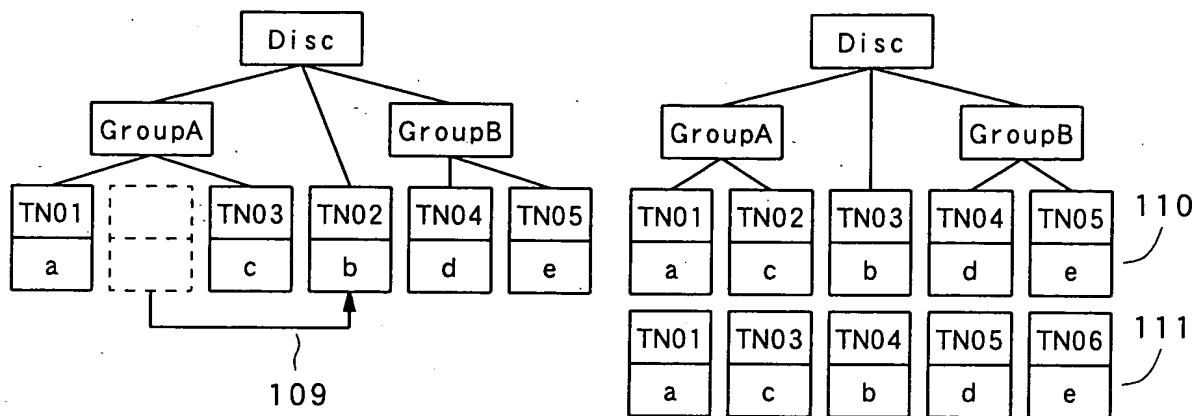 Disc
GroupA GroupB
TN01 TN03 TN02 TN04 TN05
a c b d e
109
Disc
GroupA GroupB
TN01 TN02 TN03 TN04 TN05 110
a c b d e
TN01 TN03 TN04 TN05 TN06 111
a c b d e